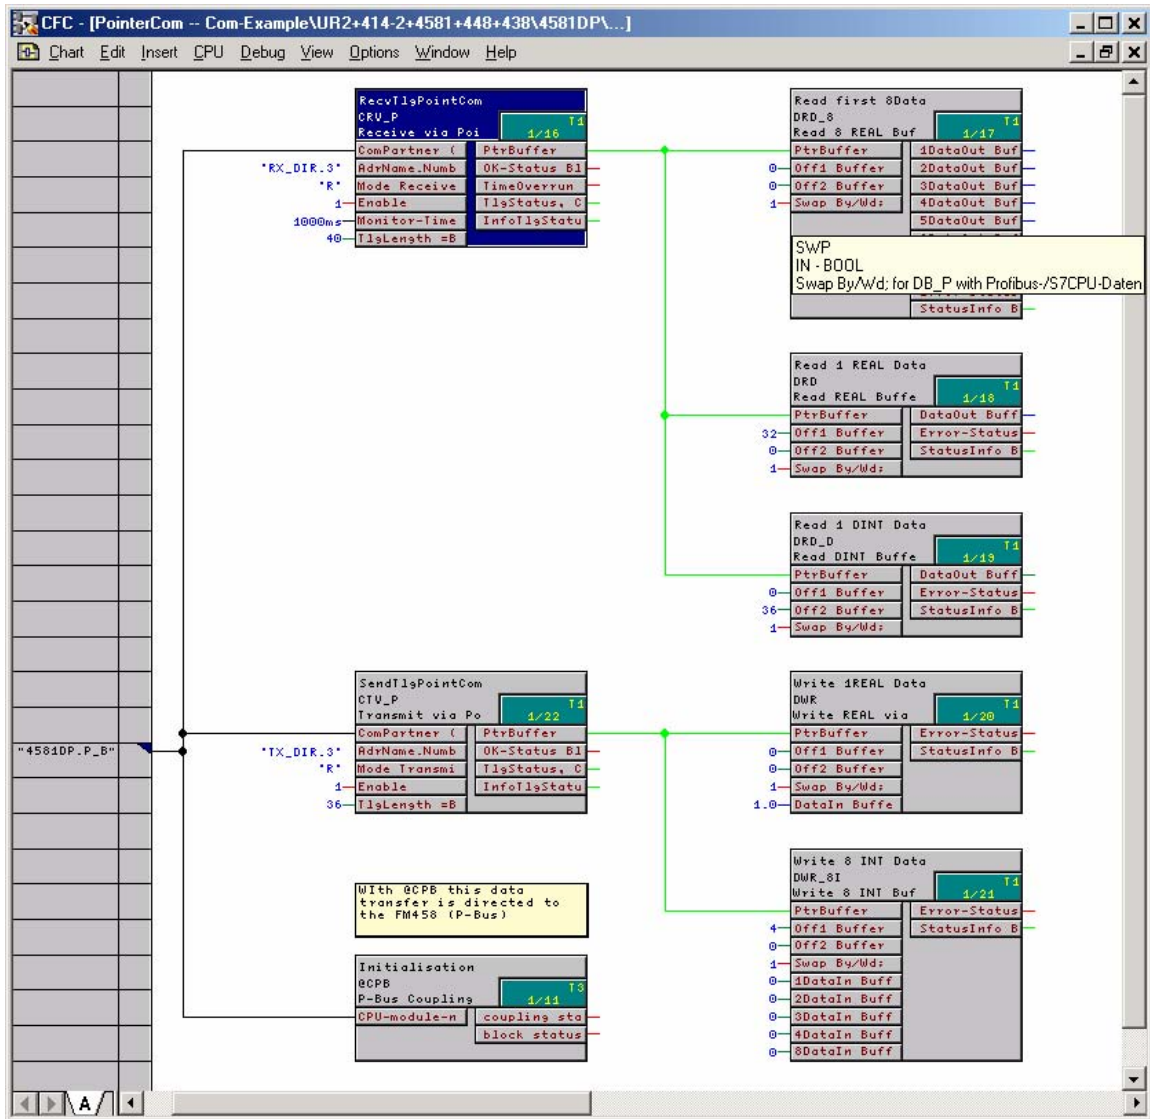 CFC - [PointerCom -- Com-Example\UR2+414-2+4581+448+438\4581DP\...]
Chart Edit Insert CPU Debug View Options Window Help
RecvTlgPointCom
CRV_P
T1
Receive via Poi 1/16
ComPartner ( PtrBuffer
"RX_DIR.3" AdrName.Numb OK-Status Bl
"R" Mode Receive TimeOverrun
1 Enable TlgStatus, C
1000ms Monitor-Time InfoTlgStatu
40 TlgLength =B
Read first 8Data
DRD_8
T1
Read 8 REAL Buf 1/17
PtrBuffer 1DataOut Buf
0 Off1 Buffer 2DataOut Buf
0 Off2 Buffer 3DataOut Buf
1 Swap By/Wd; 4DataOut Buf
5DataOut Buf
SWP
IN - BOOL
Swap By/Wd; for DB_P with Profibus-/S7CPU-Daten
StatusInfo B
Read 1 REAL Data
DRD
T1
Read REAL Buffe 1/18
PtrBuffer DataOut Buff
32 Off1 Buffer Error-Status
0 Off2 Buffer StatusInfo B
1 Swap By/Wd;
Read 1 DINT Data
DRD_D
T1
Read DINT Buffe 1/19
PtrBuffer DataOut Buff
0 Off1 Buffer Error-Status
36 Off2 Buffer StatusInfo B
1 Swap By/Wd;
SendTlgPointCom
CTV_P
T1
Transmit via Po 1/22
ComPartner ( PtrBuffer
"TX_DIR.3" AdrName.Numb OK-Status Bl
"R" Mode Transmi TlgStatus, C
1 Enable InfoTlgStatu
36 TlgLength =B
"4581DP.P_B"
Write 1REAL Data
DWR
T1
Write REAL via 1/20
PtrBuffer Error-Status
0 Off1 Buffer StatusInfo B
0 Off2 Buffer
1 Swap By/Wd;
1.0 DataIn Buffe
WIth @CPB this data
transfer is directed to
the FM458 (P-Bus)
Write 8 INT Data
DWR_8I
T1
Write 8 INT Buf 1/21
PtrBuffer Error-Status
4 Off1 Buffer StatusInfo B
0 Off2 Buffer
1 Swap By/Wd;
0 1DataIn Buff
0 2DataIn Buff
0 3DataIn Buff
0 4DataIn Buff
0 8DataIn Buff
Initialisation
@CPB
T3
P-Bus Coupling 1/11
CPU-module-n coupling sta
block status
A